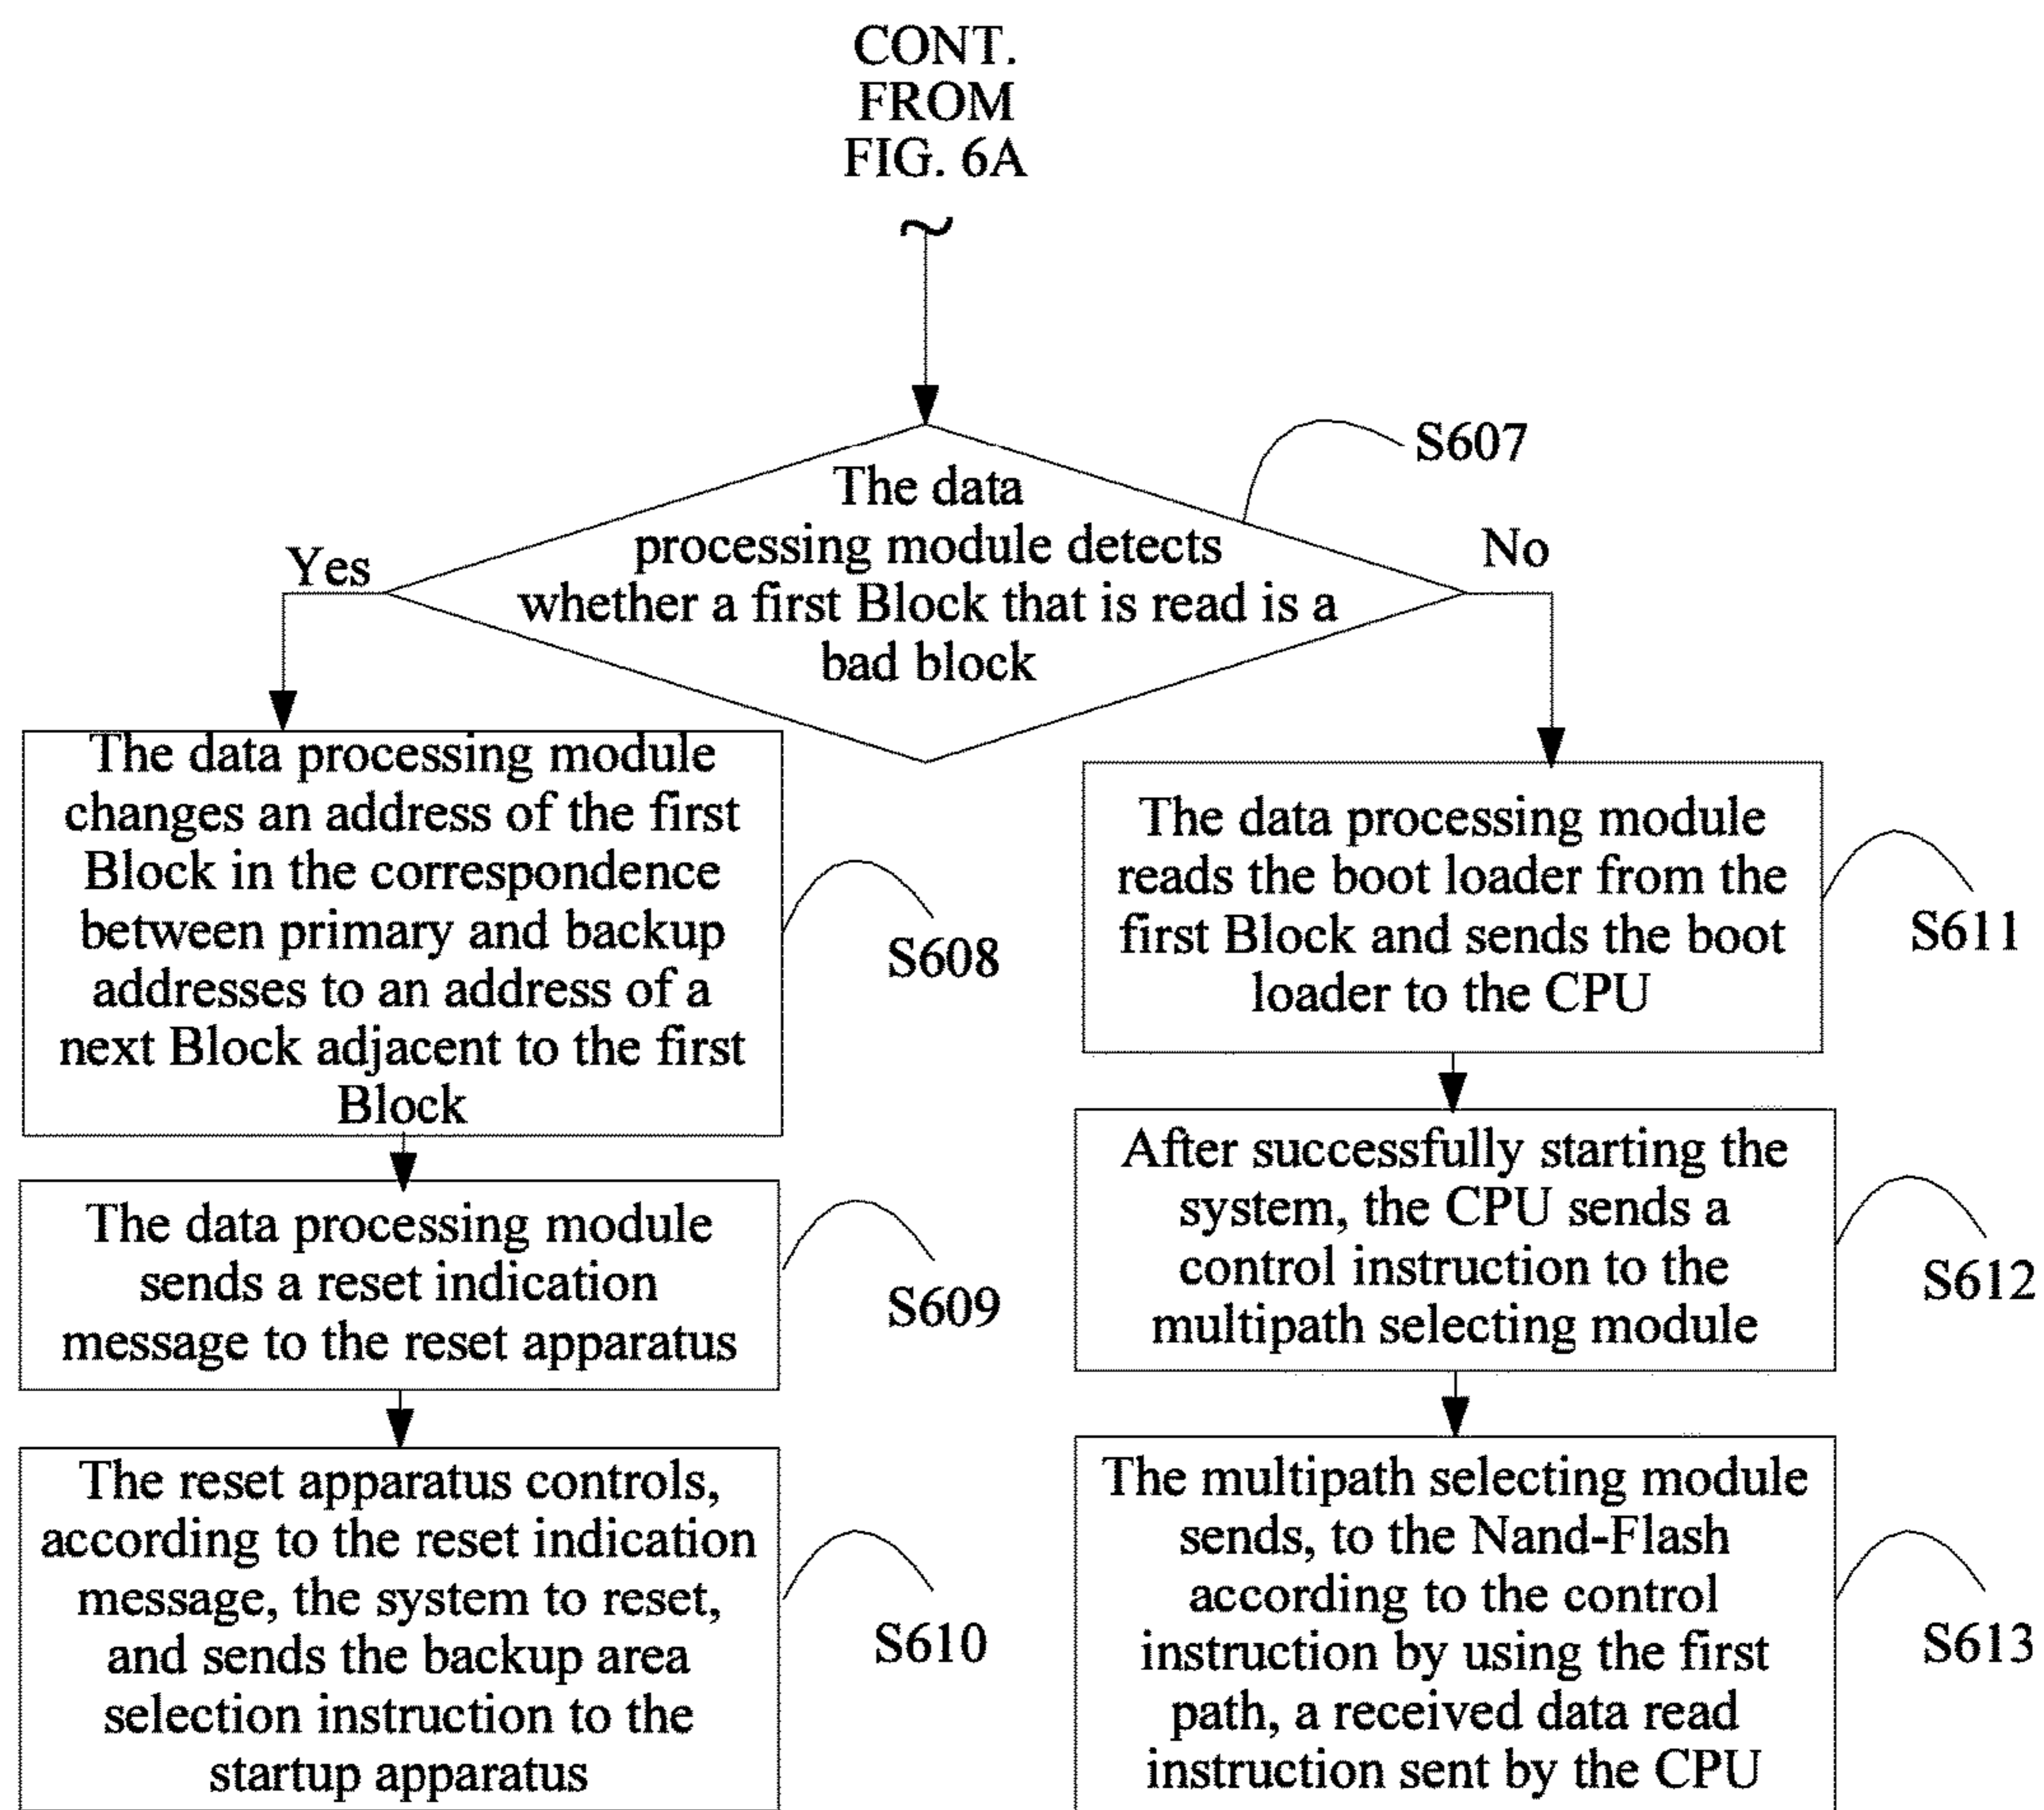 CONT.
FROM
FIG. 6A
S607
The data
processing module detects
whether a first Block that is read is a
bad block
Yes
No
The data processing module
changes an address of the first
Block in the correspondence
between primary and backup
addresses to an address of a
next Block adjacent to the first
Block
S608
The data processing module
sends a reset indication
message to the reset apparatus
S609
The reset apparatus controls,
according to the reset indication
message, the system to reset,
and sends the backup area
selection instruction to the
startup apparatus
S610
The data processing module
reads the boot loader from the
first Block and sends the boot
loader to the CPU
S611
After successfully starting the
system, the CPU sends a
control instruction to the
multipath selecting module
S612
The multipath selecting module
sends, to the Nand-Flash
according to the control
instruction by using the first
path, a received data read
instruction sent by the CPU
S613